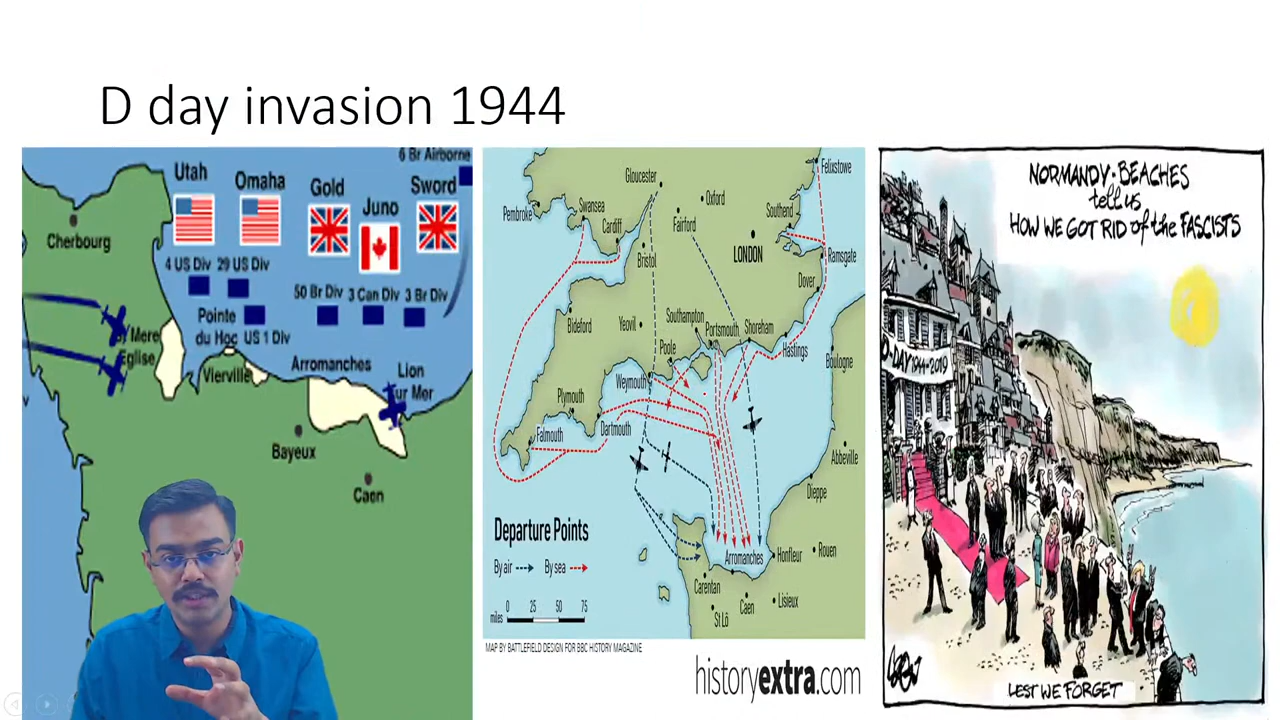 D day invasion 1944
6 Br Airborne
Utah
Omaha
Gold
Juno
Sword
Cherbourg
4 US Div
29 US Div
50 Br Div
3 Can Div
3 Br Div
Pointe
du Hoc
US 1 Div
Mere
Eglise
Vierville
Arromanches
Lion
ur Mer
Bayeux
Caen
Gloucester
Felixstowe
Pembroke
Swansea
Oxford
Fairford
Southend
Cardiff
LONDON
Bristol
Ramsgate
Dover
Bideford
Yeovil
Southampton
Portsmouth
Shoreham
Hastings
Poole
Boulogne
Weymouth
Plymouth
Falmouth
Dartmouth
Abbeville
Dieppe
Departure Points
By air
By sea
Arromanches
Honfleur
Rouen
Carentan
Caen
Lisieux
St Lô
0 25 50 75
miles
MAP BY BATTLEFIELD DESIGN FOR BBC HISTORY MAGAZINE
historyextra.com
NORMANDY·BEACHES
tell us
HOW WE GOT RID of the FASCISTS
D-DAY 1944-2019
LEST WE FORGET